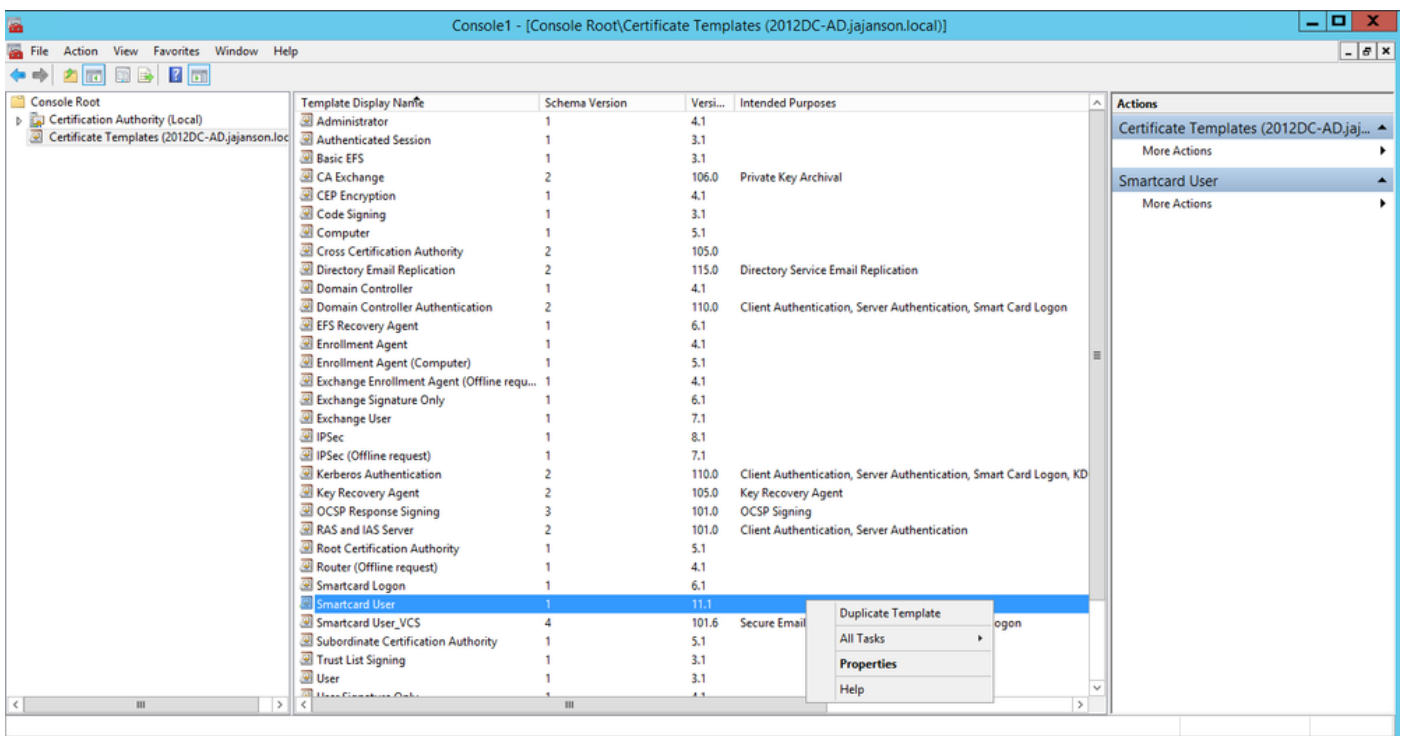 Console1 - [Console Root\Certificate Templates (2012DC-AD.jajanson.local)]
File Action View Favorites Window Help
Console Root
Certification Authority (Local)
Certificate Templates (2012DC-AD.jajanson.loc
Template Display Name Schema Version Versi... Intended Purposes
Administrator 1 4.1
Authenticated Session 1 3.1
Basic EFS 1 3.1
CA Exchange 2 106.0 Private Key Archival
CEP Encryption 1 4.1
Code Signing 1 3.1
Computer 1 5.1
Cross Certification Authority 2 105.0
Directory Email Replication 2 115.0 Directory Service Email Replication
Domain Controller 1 4.1
Domain Controller Authentication 2 110.0 Client Authentication, Server Authentication, Smart Card Logon
EFS Recovery Agent 1 6.1
Enrollment Agent 1 4.1
Enrollment Agent (Computer) 1 5.1
Exchange Enrollment Agent (Offline requ... 1 4.1
Exchange Signature Only 1 6.1
Exchange User 1 7.1
IPSec 1 8.1
IPSec (Offline request) 1 7.1
Kerberos Authentication 2 110.0 Client Authentication, Server Authentication, Smart Card Logon, KD
Key Recovery Agent 2 105.0 Key Recovery Agent
OCSP Response Signing 3 101.0 OCSP Signing
RAS and IAS Server 2 101.0 Client Authentication, Server Authentication
Root Certification Authority 1 5.1
Router (Offline request) 1 4.1
Smartcard Logon 1 6.1
Smartcard User 1 11.1
Smartcard User_VCS 4 101.6 Secure Email ogon
Subordinate Certification Authority 1 5.1
Trust List Signing 1 3.1
User 1 3.1
User Signature Only 1 4.1
Duplicate Template
All Tasks
Properties
Help
Actions
Certificate Templates (2012DC-AD.jaj...
More Actions
Smartcard User
More Actions